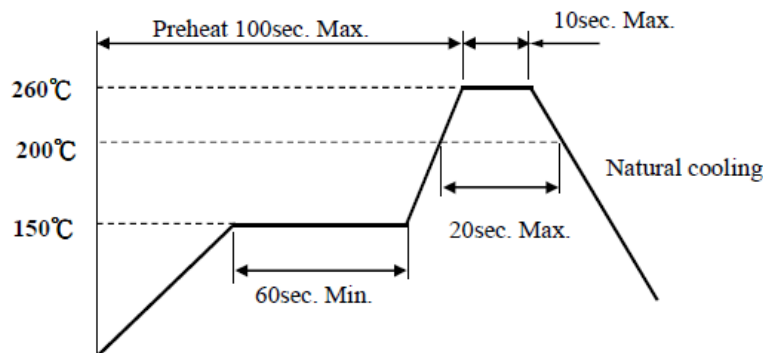 Preheat 100sec. Max.
10sec. Max.
260℃
200℃
Natural cooling
150℃
20sec. Max.
60sec. Min.